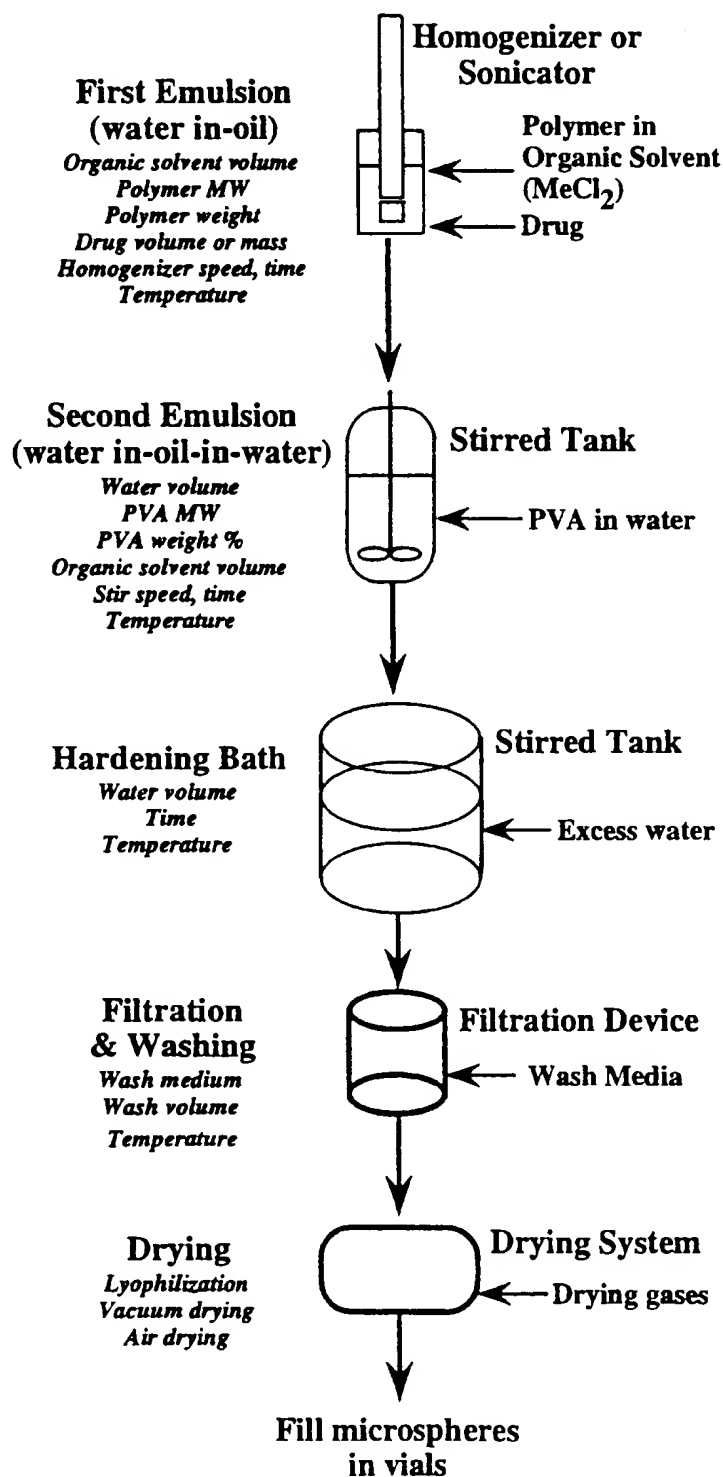 Homogenizer or
Sonicator
First Emulsion
(water in-oil)
Organic solvent volume
Polymer MW
Polymer weight
Drug volume or mass
Homogenizer speed, time
Temperature
Polymer in
Organic Solvent
(MeCl2)
Drug
Second Emulsion
(water in-oil-in-water)
Water volume
PVA MW
PVA weight %
Organic solvent volume
Stir speed, time
Temperature
Stirred Tank
PVA in water
Hardening Bath
Water volume
Time
Temperature
Stirred Tank
Excess water
Filtration
& Washing
Wash medium
Wash volume
Temperature
Filtration Device
Wash Media
Drying
Lyophilization
Vacuum drying
Air drying
Drying System
Drying gases
Fill microspheres
in vials